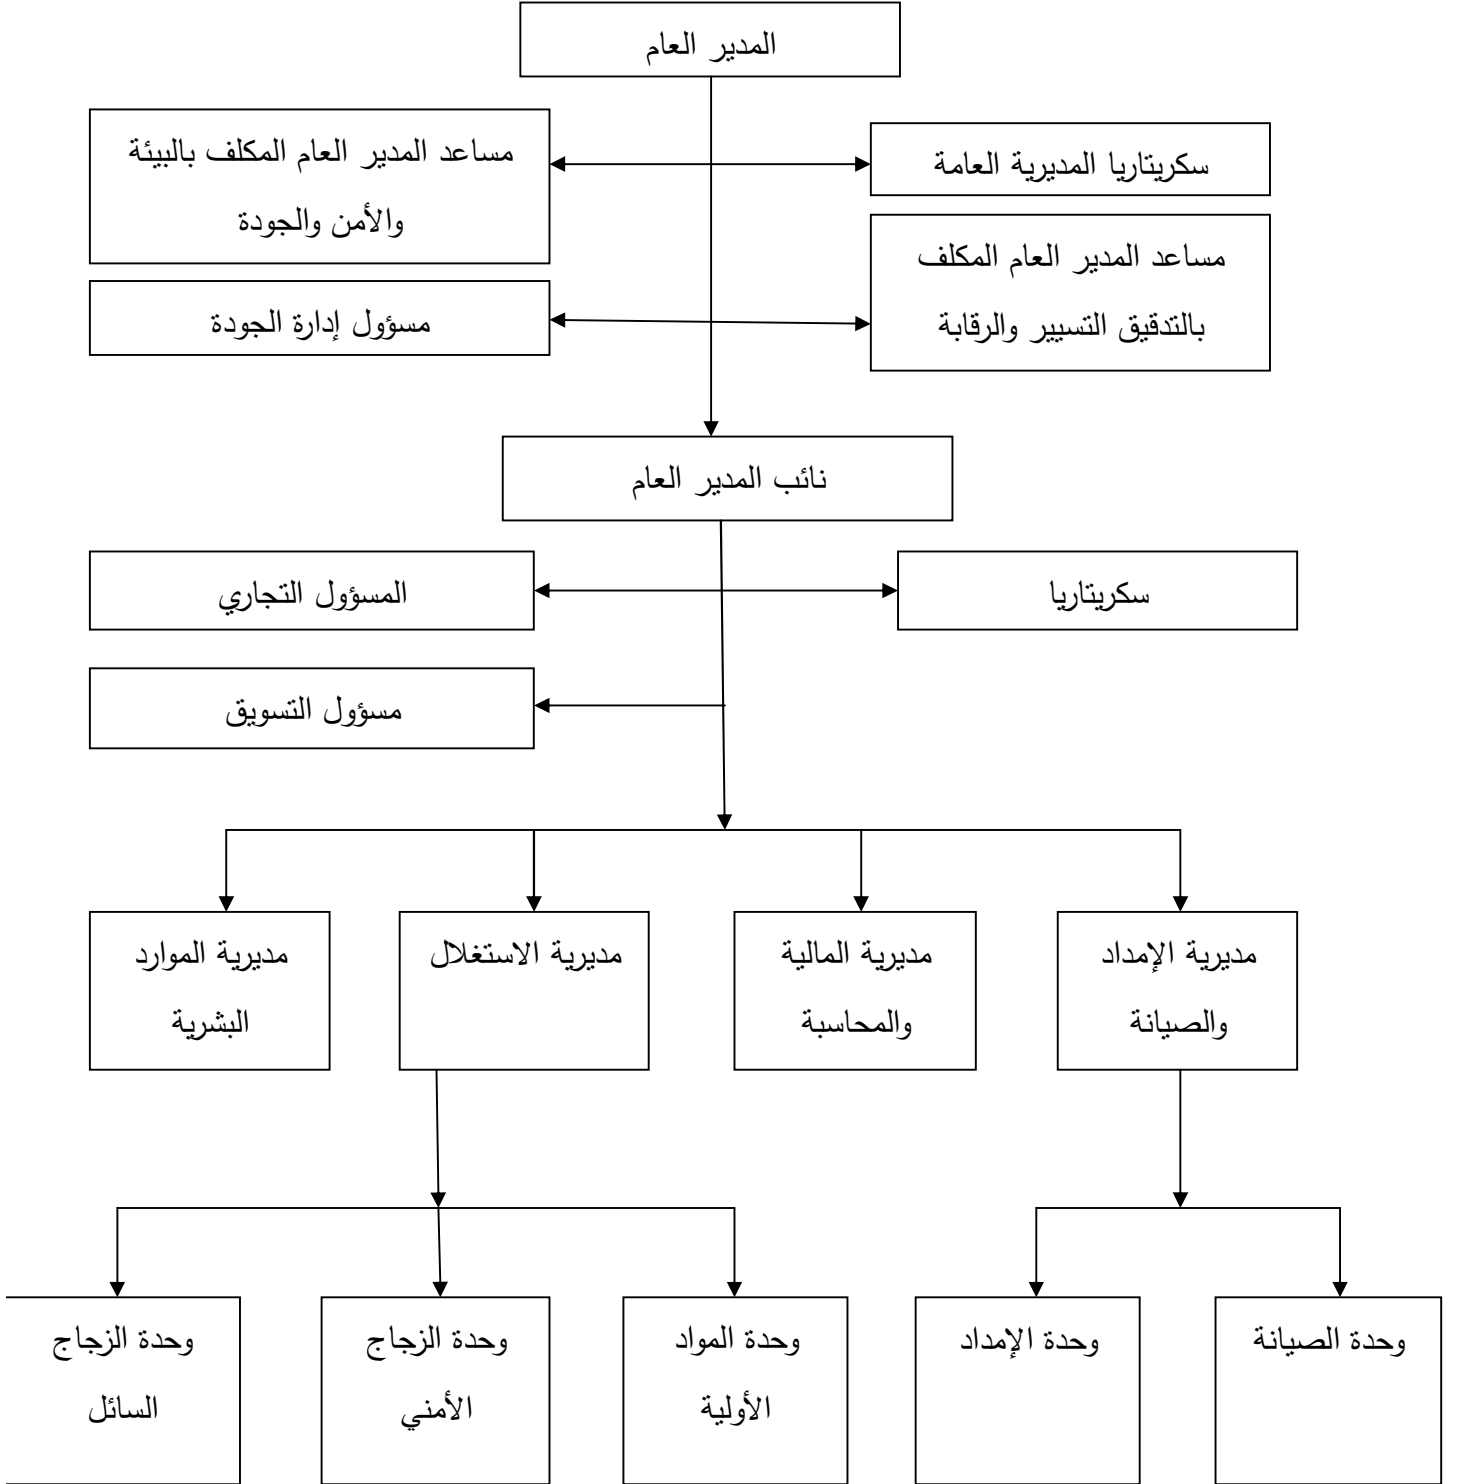 المدير العام
سكريتاريا المديرية العامة
مساعد المدير العام المكلف بالبيئة
والأمن والجودة
مساعد المدير العام المكلف
بالتدقيق التسيير والرقابة
مسؤول إدارة الجودة
نائب المدير العام
سكريتاريا
المسؤول التجاري
مسؤول التسويق
مديرية الإمداد
والصيانة
مديرية المالية
والمحاسبة
مديرية الاستغلال
مديرية الموارد
البشرية
وحدة الصيانة
وحدة الإمداد
وحدة المواد
الأولية
وحدة الزجاج
الأمني
وحدة الزجاج
السائل